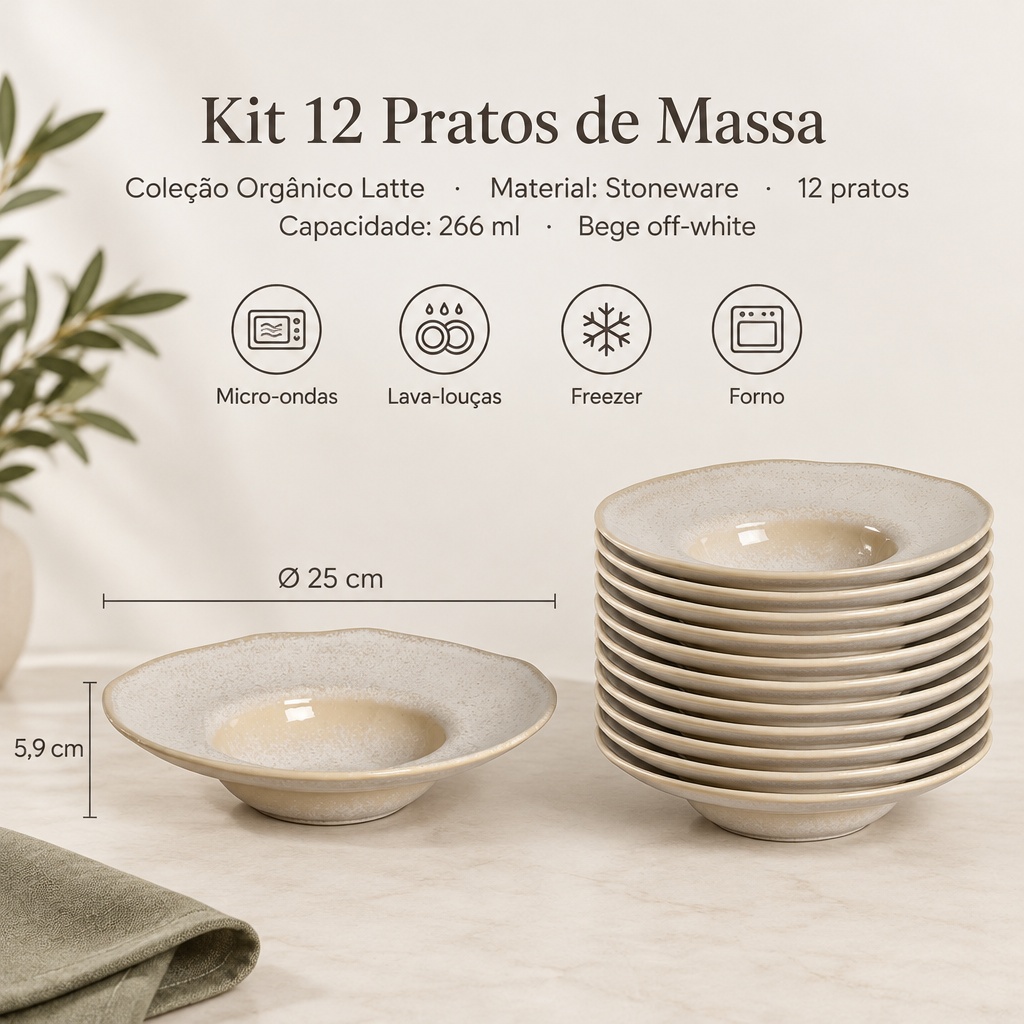 Kit 12 Pratos de Massa
Coleção Orgânico Latte · Material: Stoneware · 12 pratos
Capacidade: 266 ml · Bege off-white
Micro-ondas Lava-louças Freezer Forno
Ø 25 cm
5,9 cm